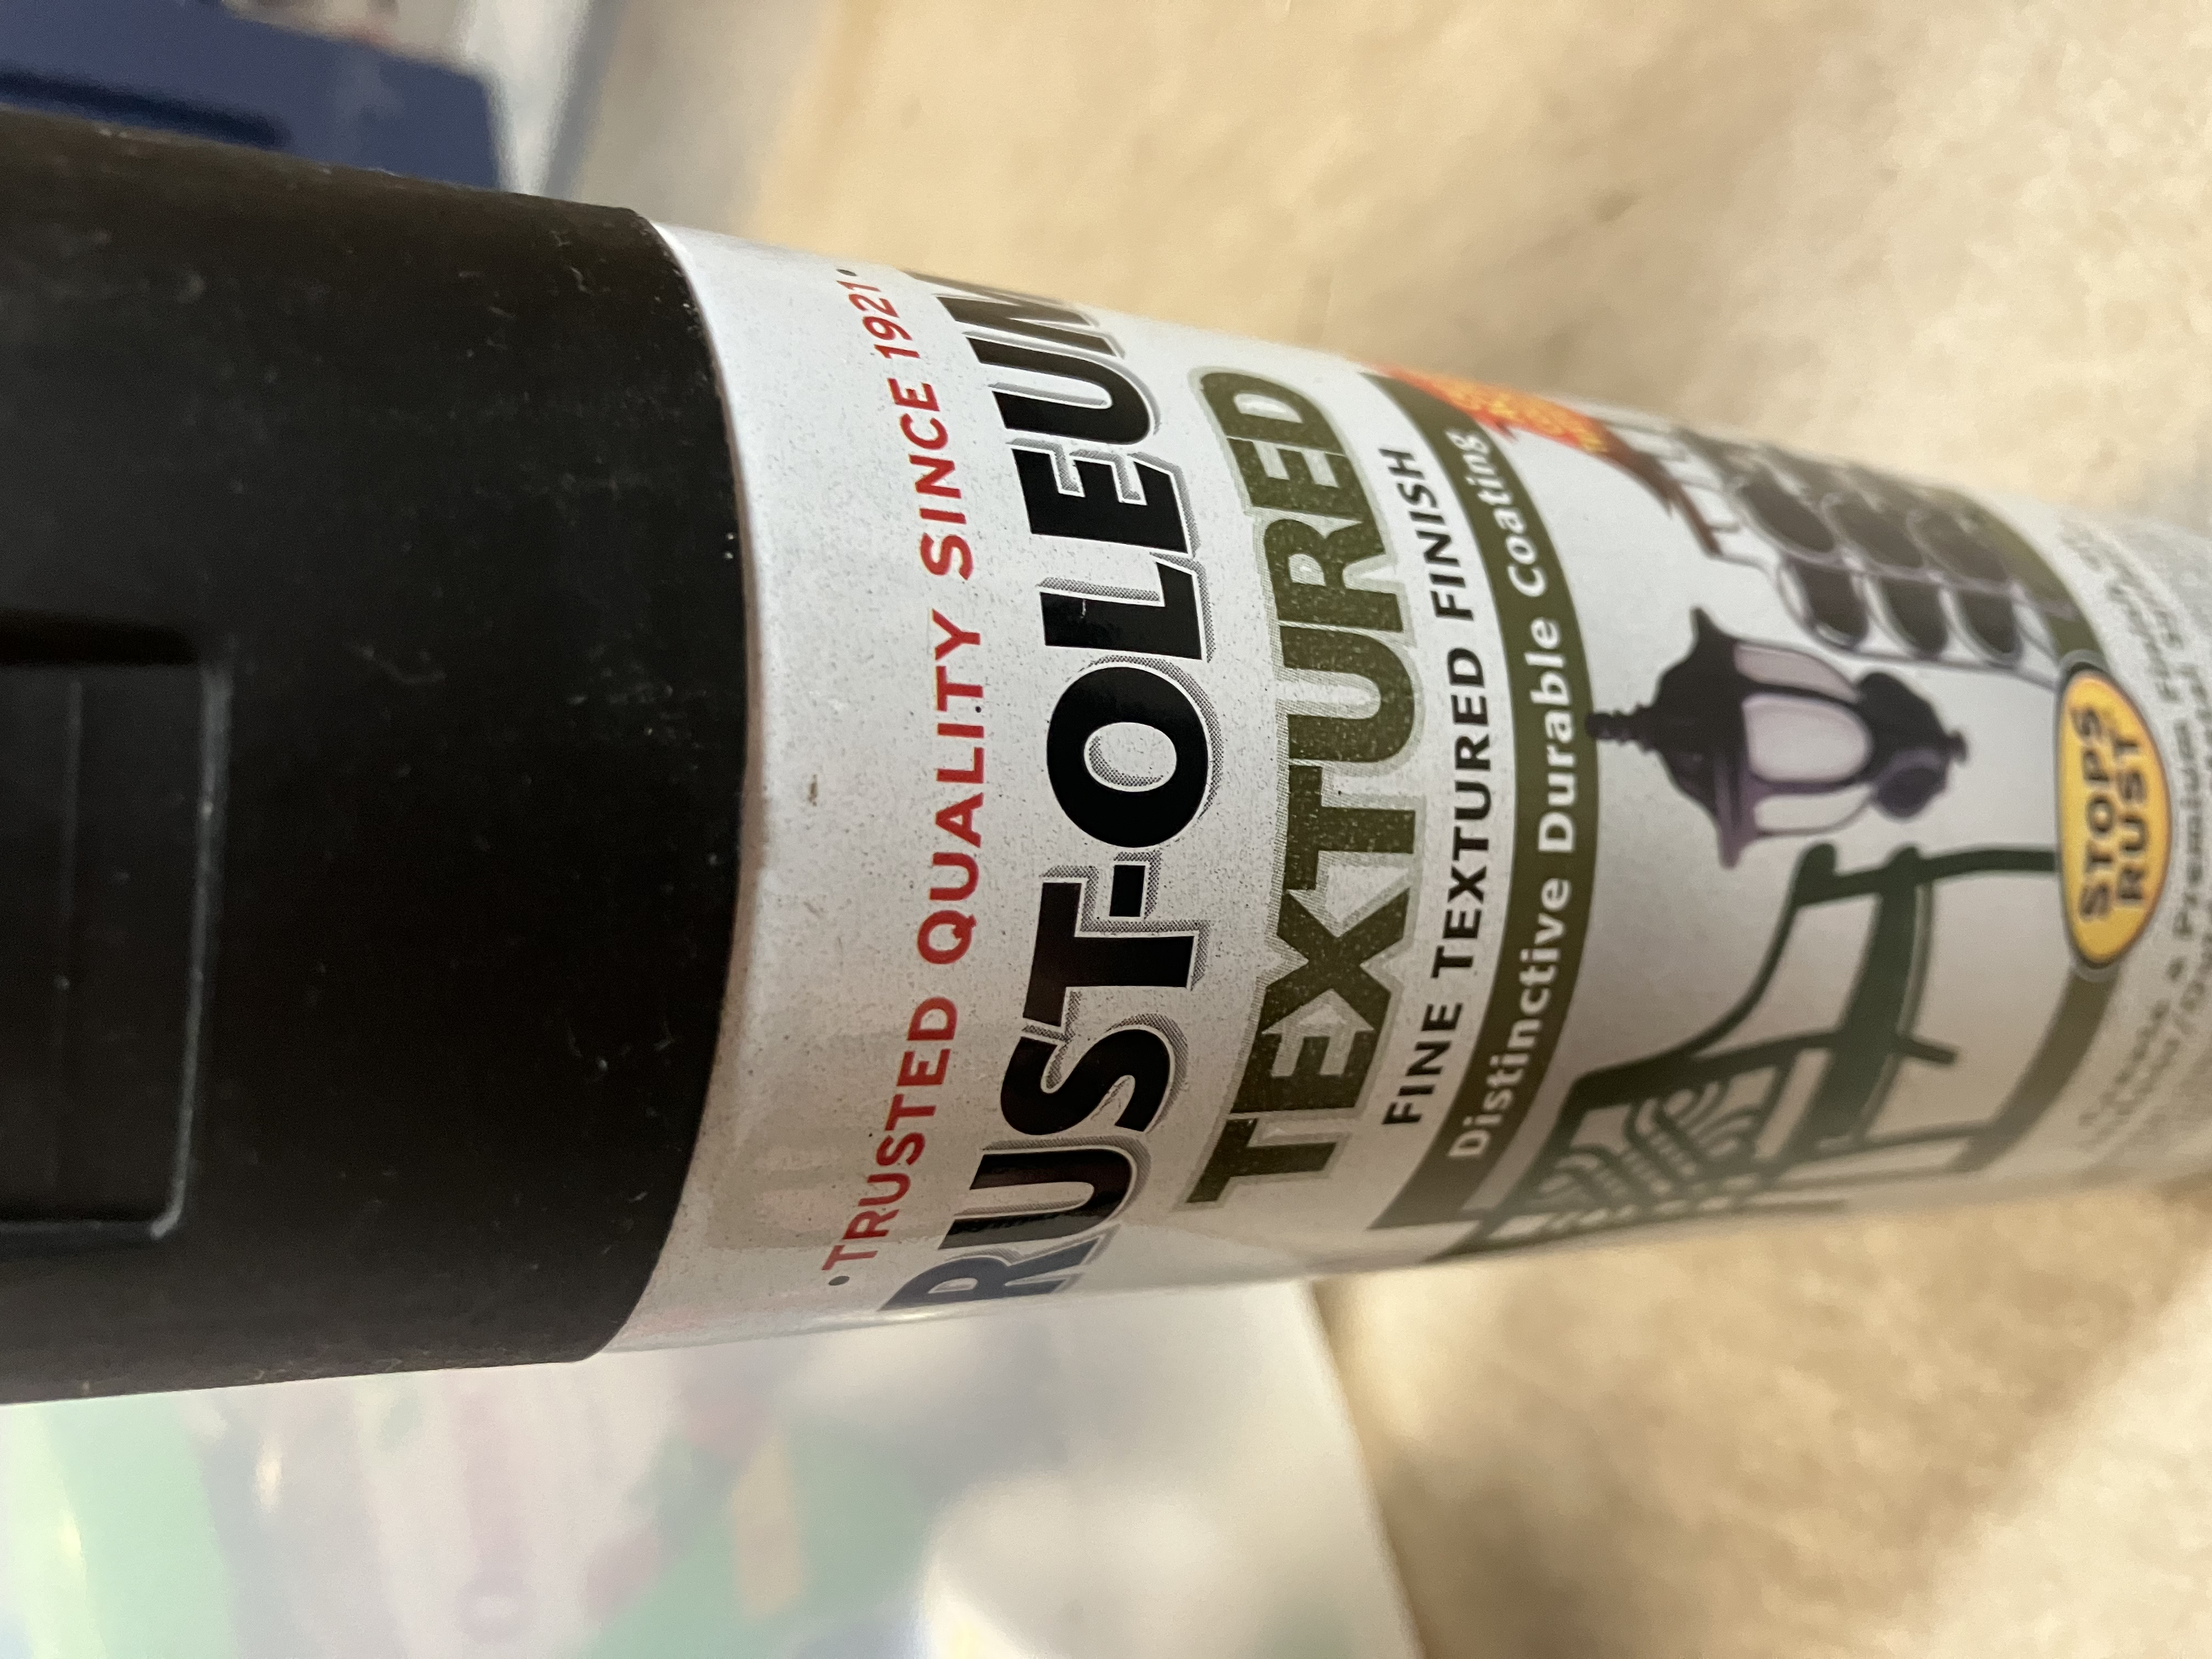 • TRUSTED QUALITY SINCE 1921 •
RUST-OLEUM
TEXTURED
FINE TEXTURED FINISH
Distinctive Durable Coating
STOPS
RUST